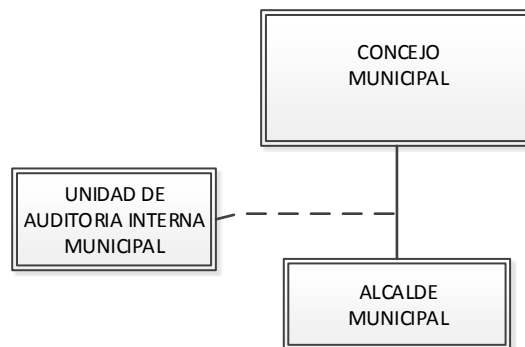 CONCEJO
MUNICIPAL
UNIDAD DE
AUDITORIA INTERNA
MUNICIPAL
ALCALDE
MUNICIPAL